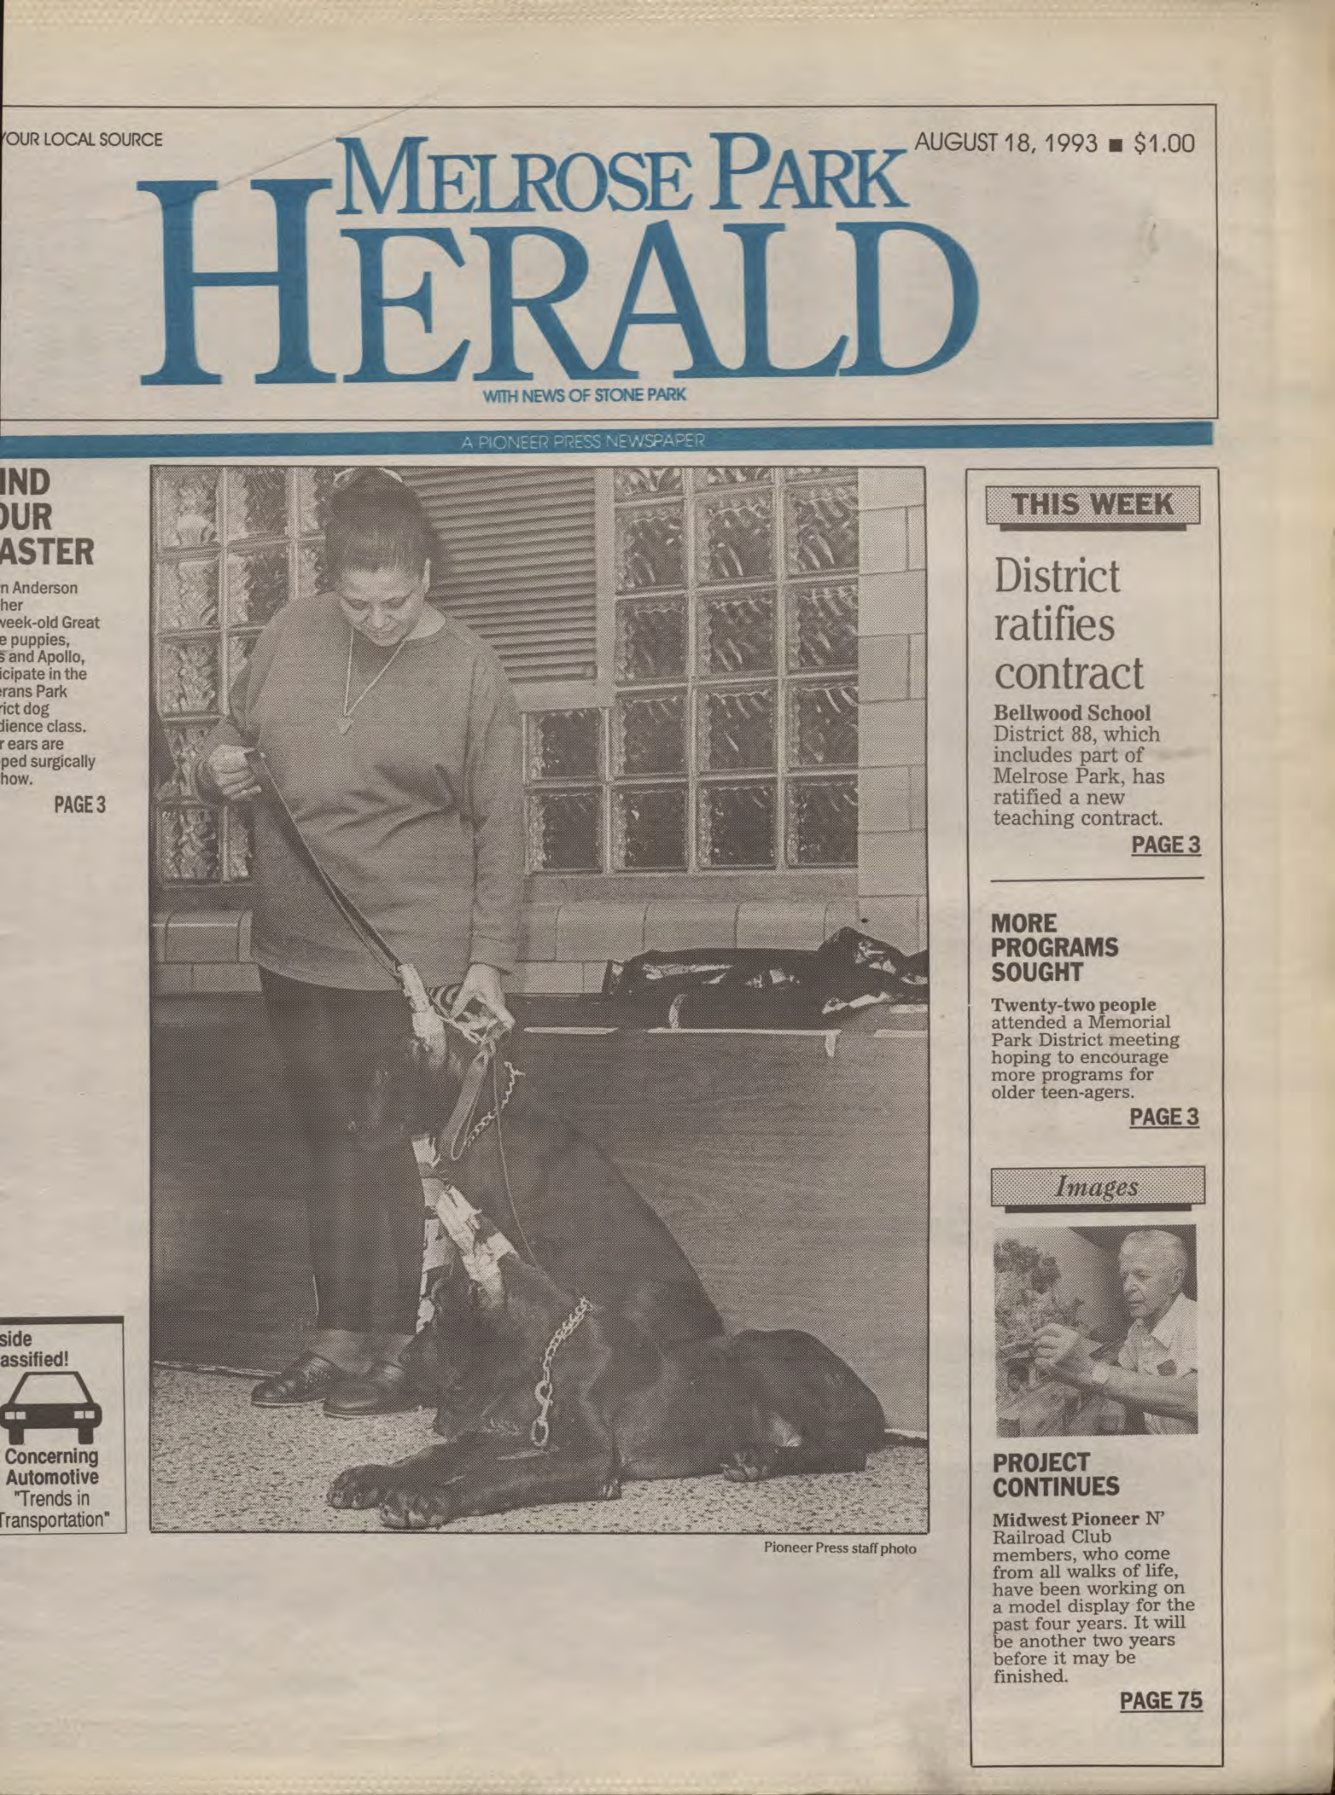 YOUR LOCAL SOURCE
AUGUST 18, 1993 ■ $1.00
MELROSE PARK
HERALD
WITH NEWS OF STONE PARK
A PIONEER PRESS NEWSPAPER
IND
OUR
ASTER
n Anderson
her
week-old Great
e puppies,
s and Apollo,
icipate in the
erans Park
rict dog
dience class.
r ears are
ped surgically
how.
PAGE 3
side
assified!
Concerning
Automotive
"Trends in
Transportation"
Pioneer Press staff photo
THIS WEEK
District
ratifies
contract
Bellwood School
District 88, which
includes part of
Melrose Park, has
ratified a new
teaching contract.
PAGE 3
MORE
PROGRAMS
SOUGHT
Twenty-two people
attended a Memorial
Park District meeting
hoping to encourage
more programs for
older teen-agers.
PAGE 3
Images
PROJECT
CONTINUES
Midwest Pioneer N'
Railroad Club
members, who come
from all walks of life,
have been working on
a model display for the
past four years. It will
be another two years
before it may be
finished.
PAGE 75